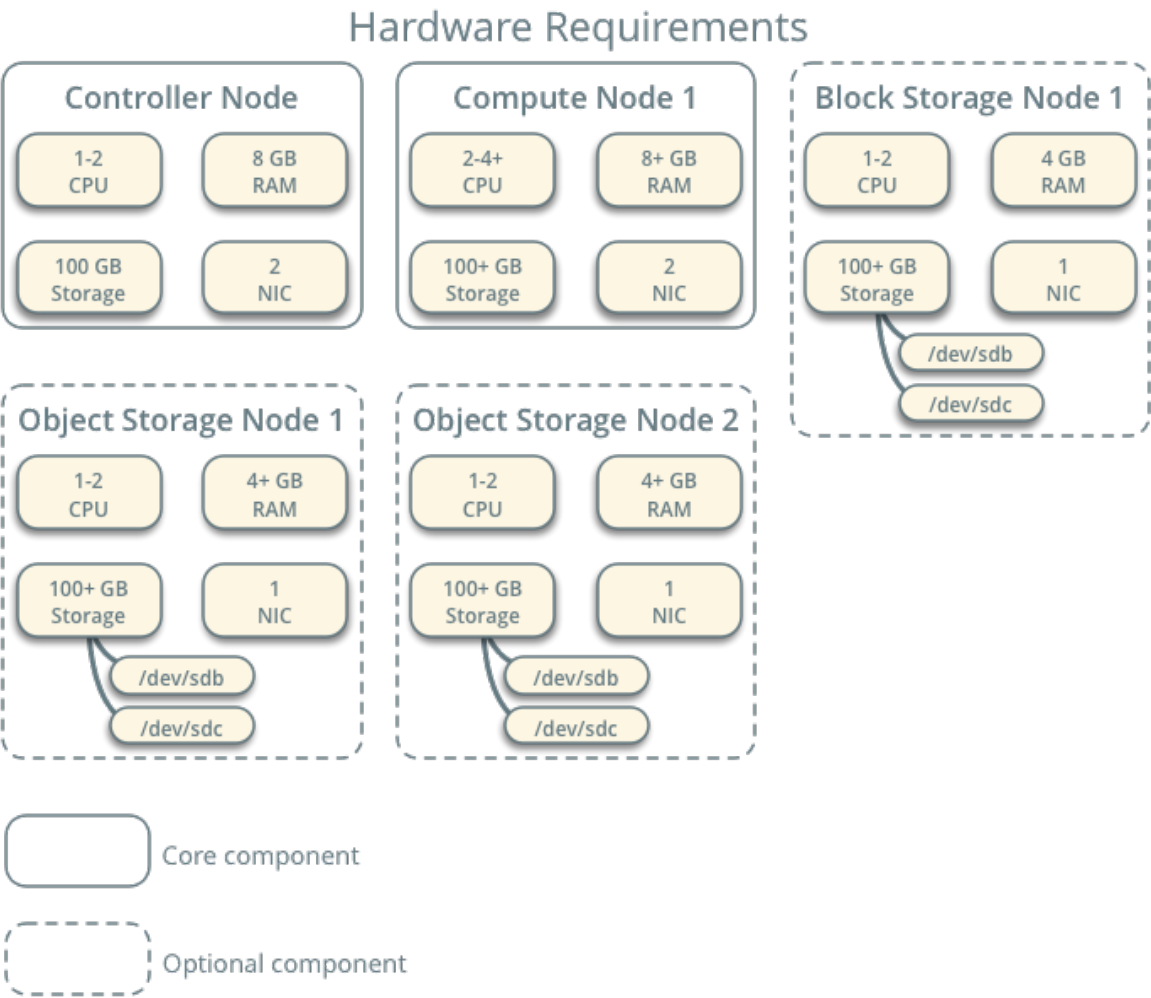 Hardware Requirements
Controller Node
1-2
CPU
8 GB
RAM
100 GB
Storage
2
NIC
Compute Node 1
2-4+
CPU
8+ GB
RAM
100+ GB
Storage
2
NIC
Block Storage Node 1
1-2
CPU
4 GB
RAM
100+ GB
Storage
1
NIC
/dev/sdb
/dev/sdc
Object Storage Node 1
1-2
CPU
4+ GB
RAM
100+ GB
Storage
1
NIC
/dev/sdb
/dev/sdc
Object Storage Node 2
1-2
CPU
4+ GB
RAM
100+ GB
Storage
1
NIC
/dev/sdb
/dev/sdc
Core component
Optional component